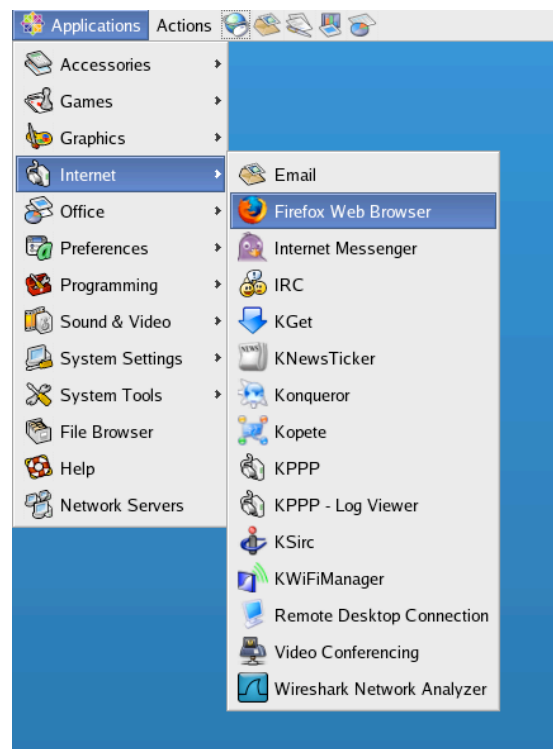 Applications Actions
Accessories
Games
Graphics
Internet
Office
Preferences
Programming
Sound & Video
System Settings
System Tools
File Browser
Help
Network Servers
Email
Firefox Web Browser
Internet Messenger
IRC
KGet
NEWS
KNewsTicker
Konqueror
Kopete
KPPP
KPPP - Log Viewer
KSirc
KWiFiManager
Remote Desktop Connection
Video Conferencing
Wireshark Network Analyzer